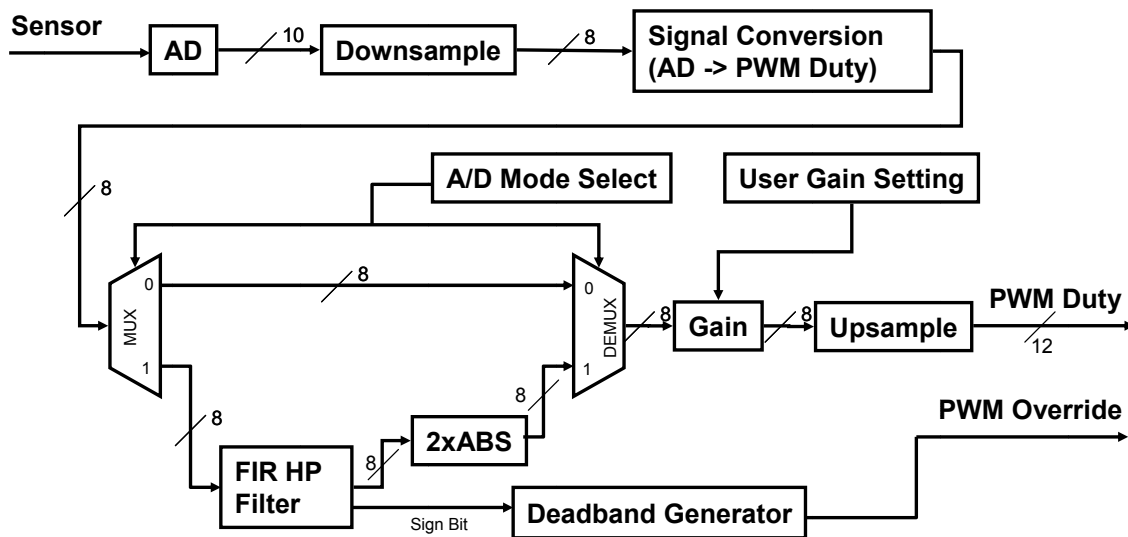 Sensor
AD
10
Downsample
8
Signal Conversion
(AD -> PWM Duty)
8
A/D Mode Select
User Gain Setting
MUX
0
1
8
0
1
DEMUX
8
Gain
8
Upsample
PWM Duty
12
8
FIR HP
Filter
8
2xABS
8
Sign Bit
Deadband Generator
PWM Override